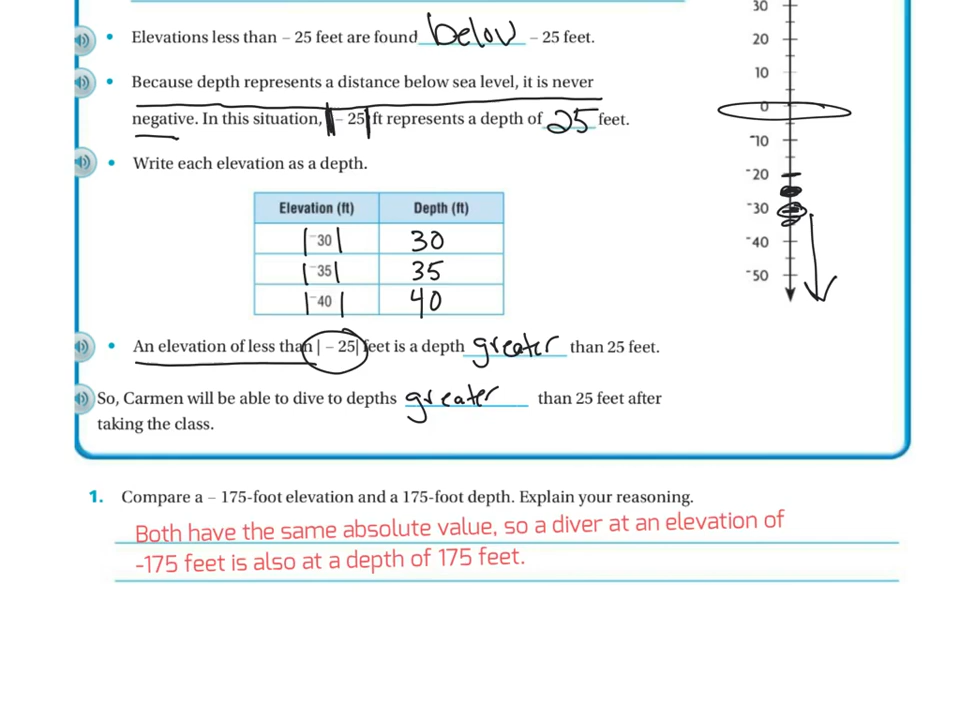 30
20
10
0
-10
-20
-30
-40
-50
• Elevations less than – 25 feet are found below – 25 feet.
• Because depth represents a distance below sea level, it is never
negative. In this situation, |– 25| ft represents a depth of 25 feet.
• Write each elevation as a depth.
Elevation (ft) Depth (ft)
|-30| 30
|-35| 35
|-40| 40
• An elevation of less than | – 25| feet is a depth greater than 25 feet.
So, Carmen will be able to dive to depths greater than 25 feet after
taking the class.
1. Compare a – 175-foot elevation and a 175-foot depth. Explain your reasoning.
Both have the same absolute value, so a diver at an elevation of
-175 feet is also at a depth of 175 feet.